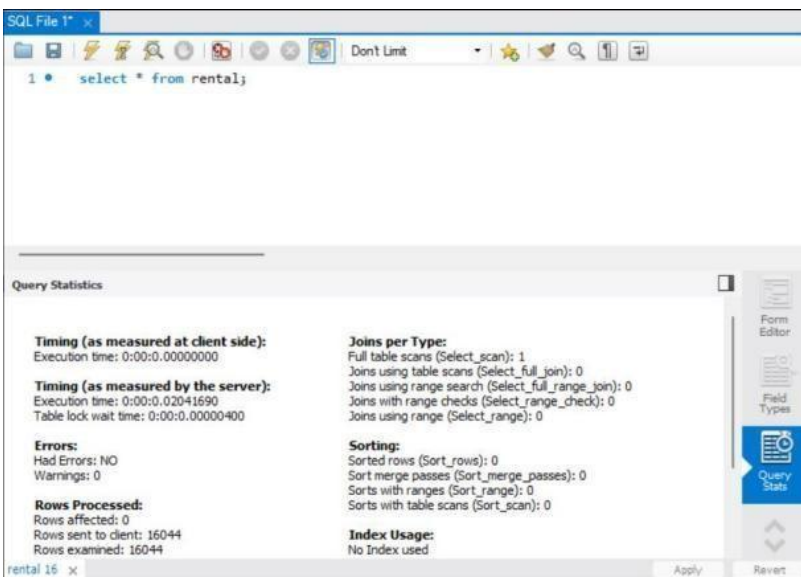 SQL File 1*
Don't Limit
1
select * from rental;
Query Statistics
Timing (as measured at client side):
Execution time: 0:00:0.00000000
Timing (as measured by the server):
Execution time: 0:00:0.02041690
Table lock wait time: 0:00:0.00000400
Errors:
Had Errors: NO
Warnings: 0
Rows Processed:
Rows affected: 0
Rows sent to client: 16044
Rows examined: 16044
Joins per Type:
Full table scans (Select_scan): 1
Joins using table scans (Select_full_join): 0
Joins using range search (Select_full_range_join): 0
Joins with range checks (Select_range_check): 0
Joins using range (Select_range): 0
Sorting:
Sorted rows (Sort_rows): 0
Sort merge passes (Sort_merge_passes): 0
Sorts with ranges (Sort_range): 0
Sorts with table scans (Sort_scan): 0
Index Usage:
No Index used
Form
Editor
Field
Types
Query
Stats
rental 16
Apply
Revert